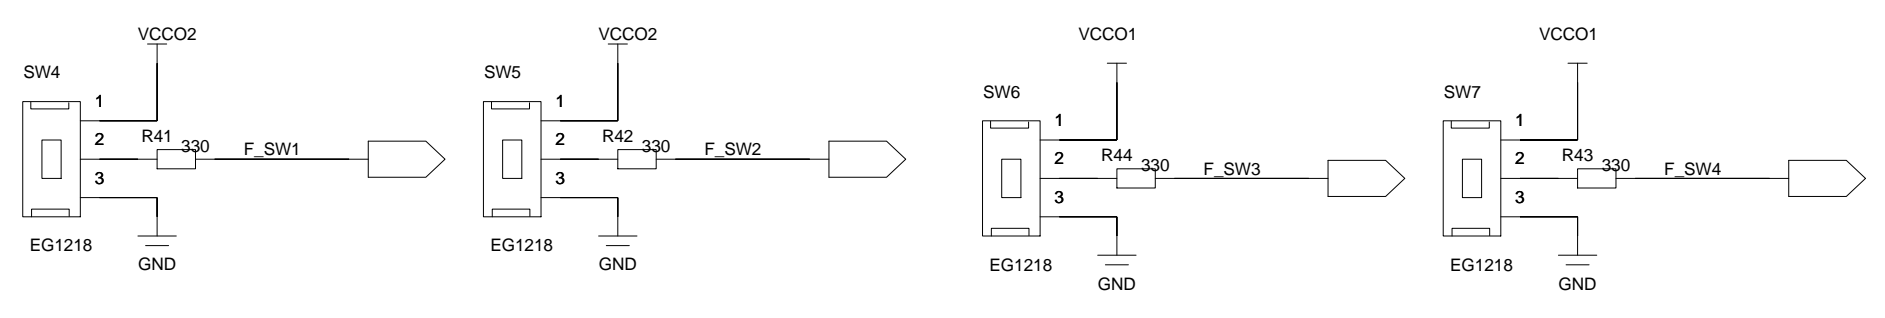 VCCO2
SW4
1
2
R41
330
F_SW1
3
EG1218
GND
VCCO2
SW5
1
2
R42
330
F_SW2
3
EG1218
GND
VCCO1
SW6
1
2
R44
330
F_SW3
3
EG1218
GND
VCCO1
SW7
1
2
R43
330
F_SW4
3
EG1218
GND